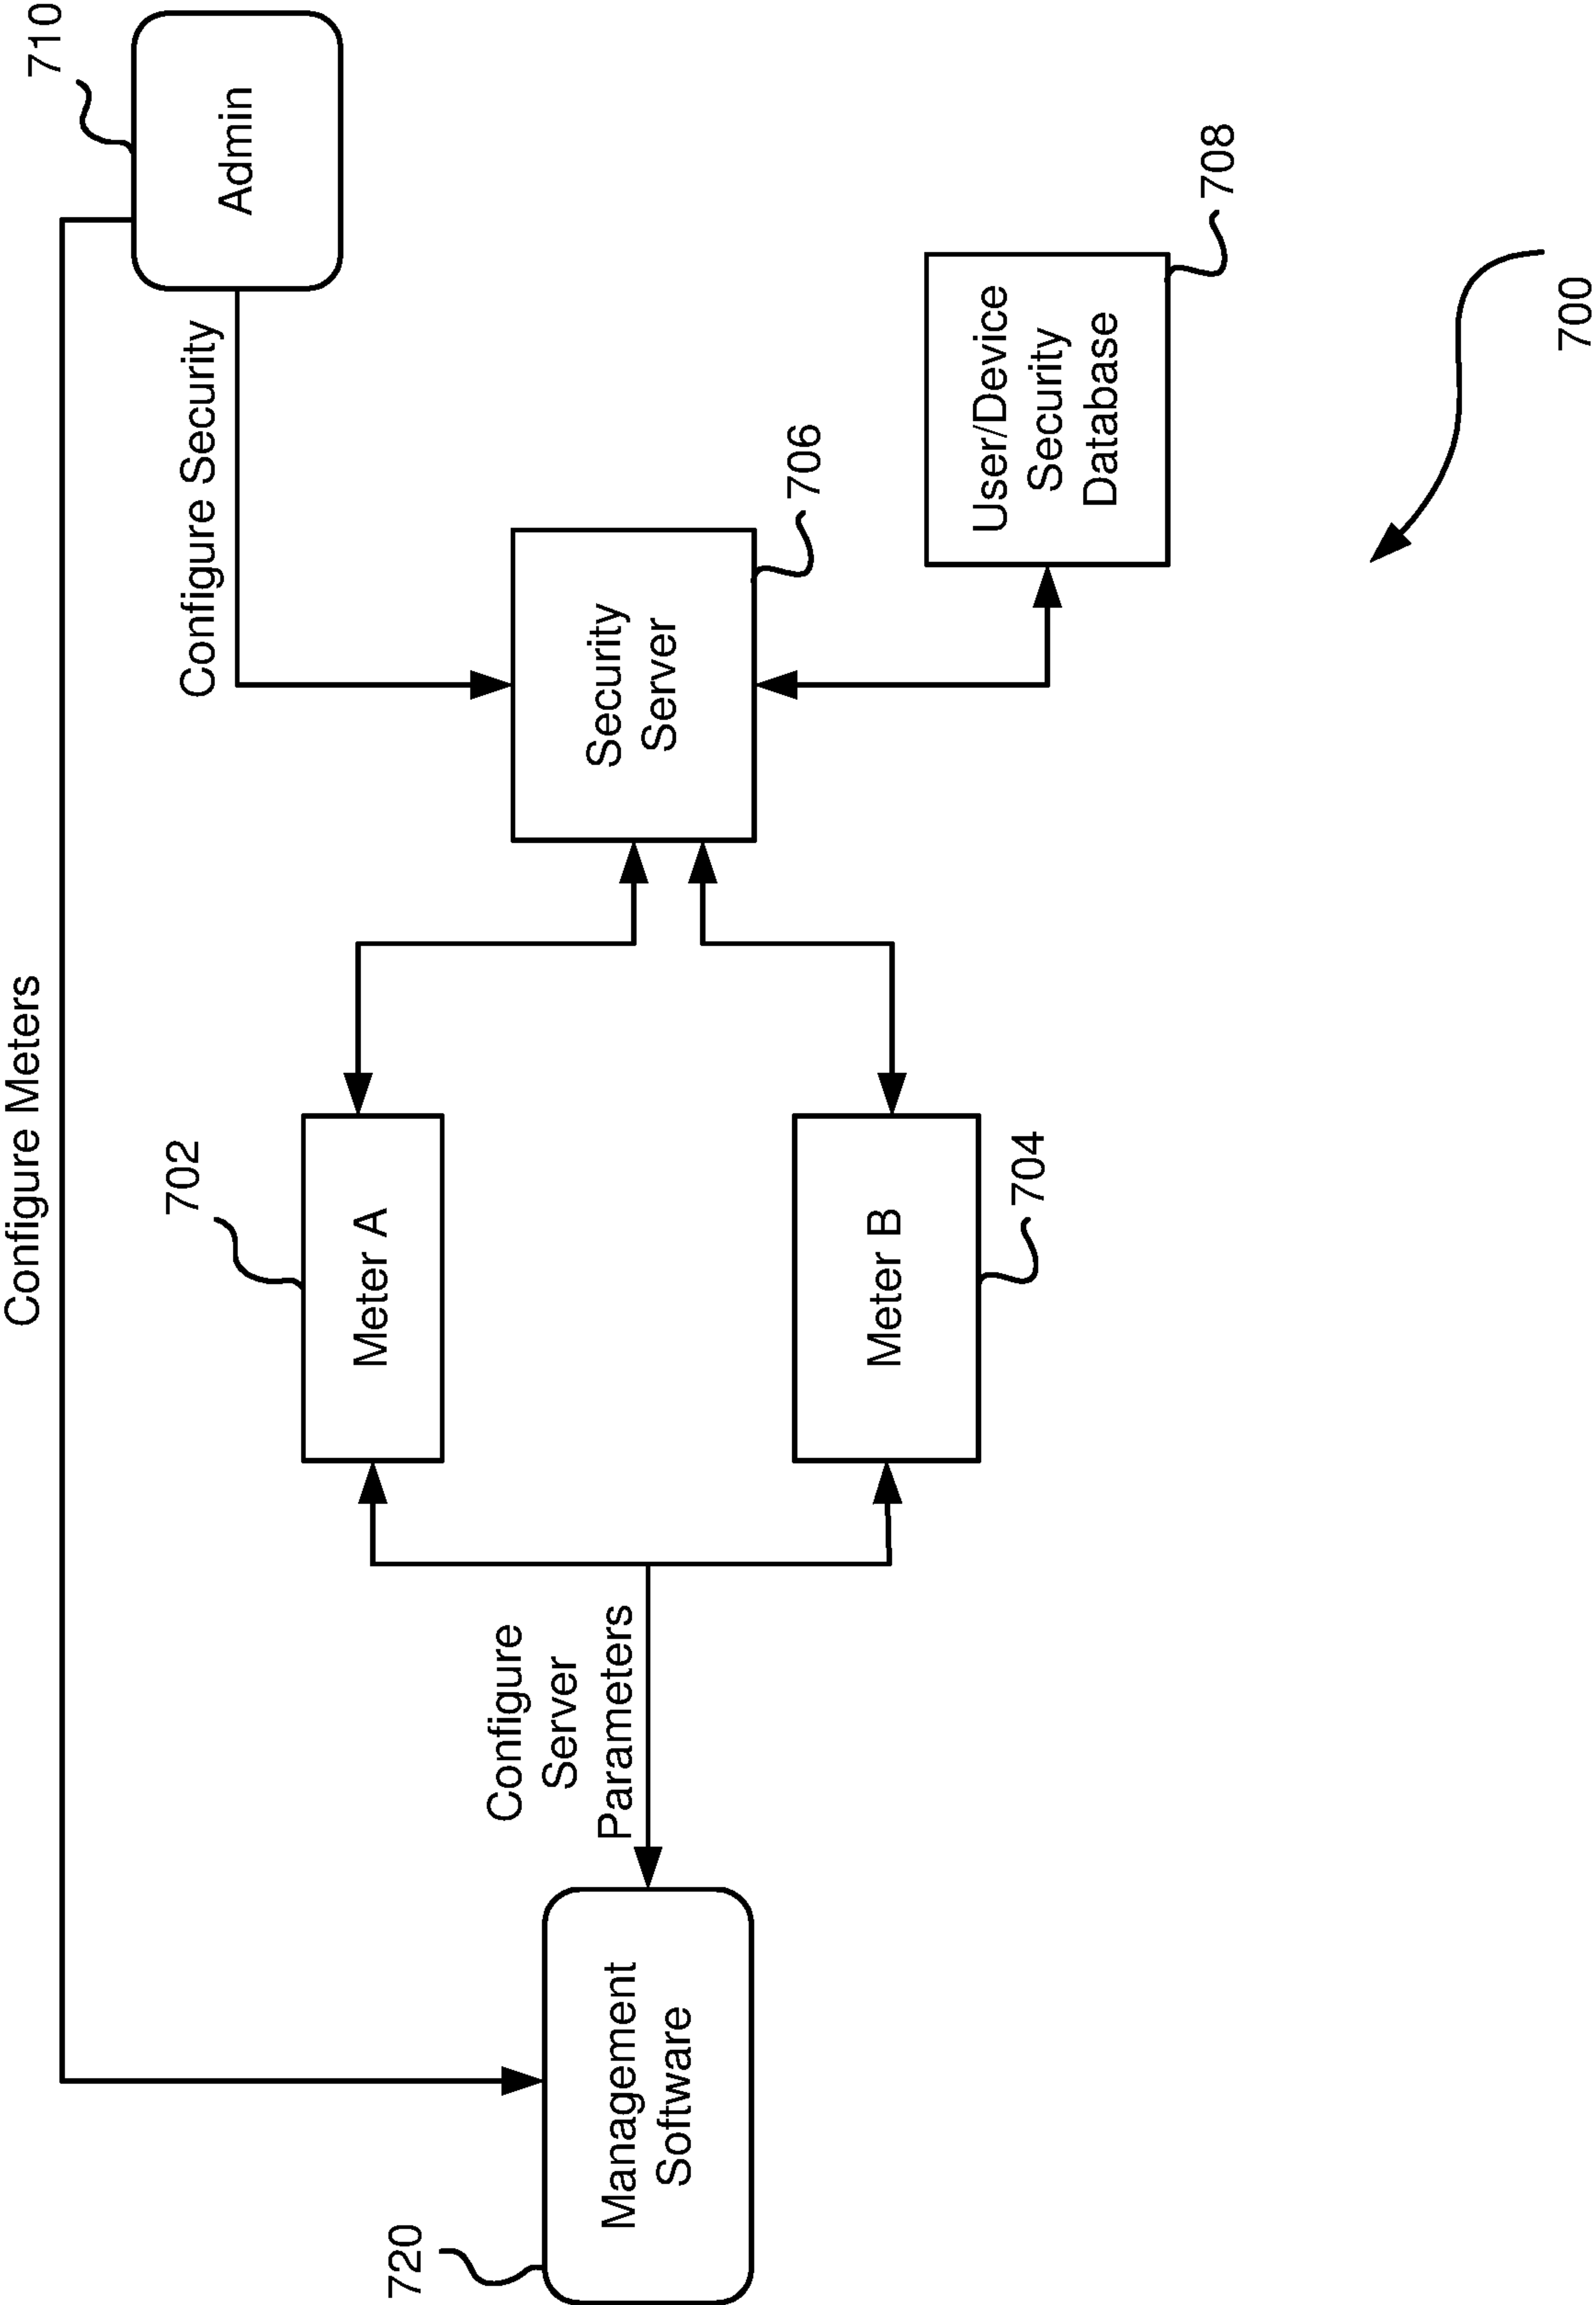 Configure Meters
710
Admin
Configure Security
702
Meter A
Configure
Server
Parameters
720
Management
Software
Security
Server
706
Meter B
704
User/Device
Security
Database
708
700